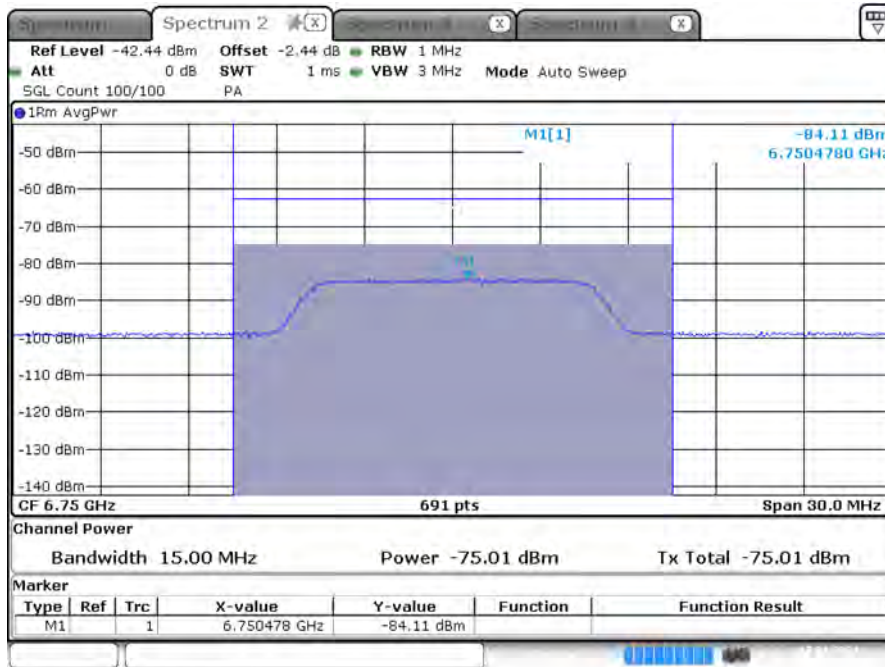 Spectrum 2 X X X
Ref Level -42.44 dBm Offset -2.44 dB RBW 1 MHz
Att 0 dB SWT 1 ms VBW 3 MHz Mode Auto Sweep
SGL Count 100/100 PA
1Rm AvgPwr
M1[1] -84.11 dBm
6.7504780 GHz
-50 dBm
-60 dBm
-70 dBm
-80 dBm
M1
-90 dBm
-100 dBm
-110 dBm
-120 dBm
-130 dBm
-140 dBm
CF 6.75 GHz 691 pts Span 30.0 MHz
Channel Power
Bandwidth 15.00 MHz Power -75.01 dBm Tx Total -75.01 dBm
Marker
Type Ref Trc X-value Y-value Function Function Result
M1 1 6.750478 GHz -84.11 dBm